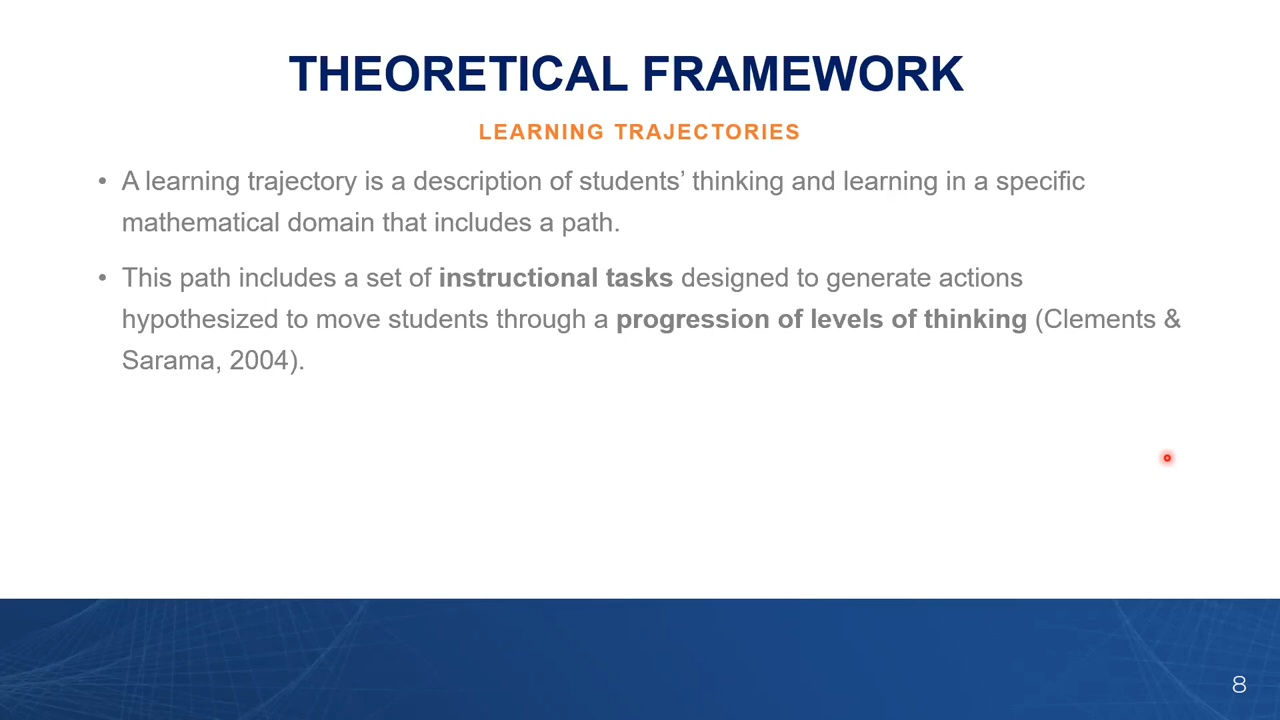 THEORETICAL FRAMEWORK
LEARNING TRAJECTORIES
• A learning trajectory is a description of students’ thinking and learning in a specific
mathematical domain that includes a path.
• This path includes a set of instructional tasks designed to generate actions
hypothesized to move students through a progression of levels of thinking (Clements &
Sarama, 2004).
8